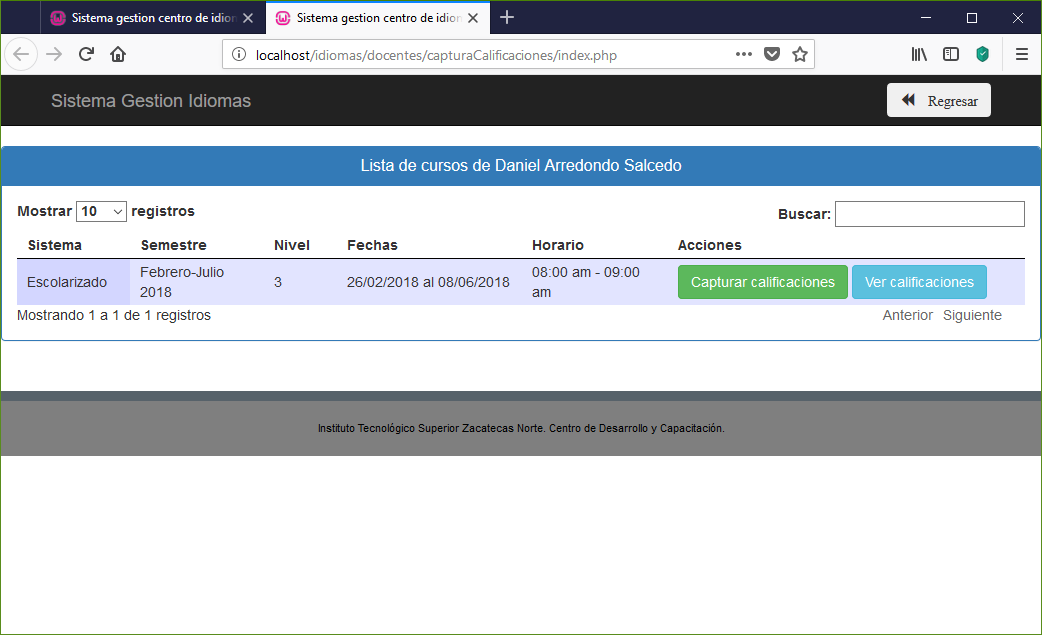 Sistema gestion centro de idion
Sistema gestion centro de idion
localhost/idiomas/docentes/capturaCalificaciones/index.php
Sistema Gestion Idiomas
Regresar
Lista de cursos de Daniel Arredondo Salcedo
Mostrar 10 registros
Buscar:
Sistema Semestre Nivel Fechas Horario Acciones
Escolarizado Febrero-Julio 2018 3 26/02/2018 al 08/06/2018 08:00 am - 09:00 am Capturar calificaciones Ver calificaciones
Mostrando 1 a 1 de 1 registros
Anterior Siguiente
Instituto Tecnológico Superior Zacatecas Norte. Centro de Desarrollo y Capacitación.